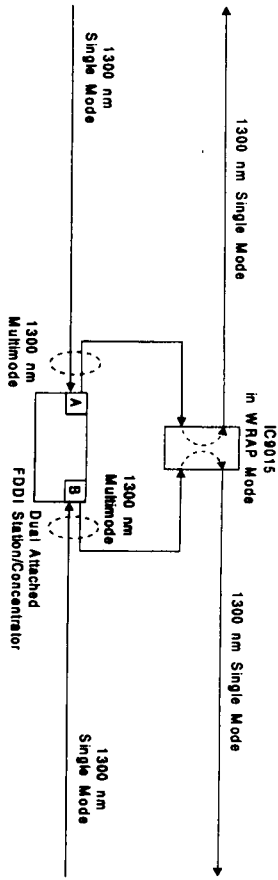 IC9015
in WRAP Mode
1300 nm Single Mode
1300 nm Single Mode
1300 nm
Single Mode
1300 nm
Multimode
1300 nm
Multimode
1300 nm
Single Mode
A
B
Dual Attached
FDDI Station/Concentrator